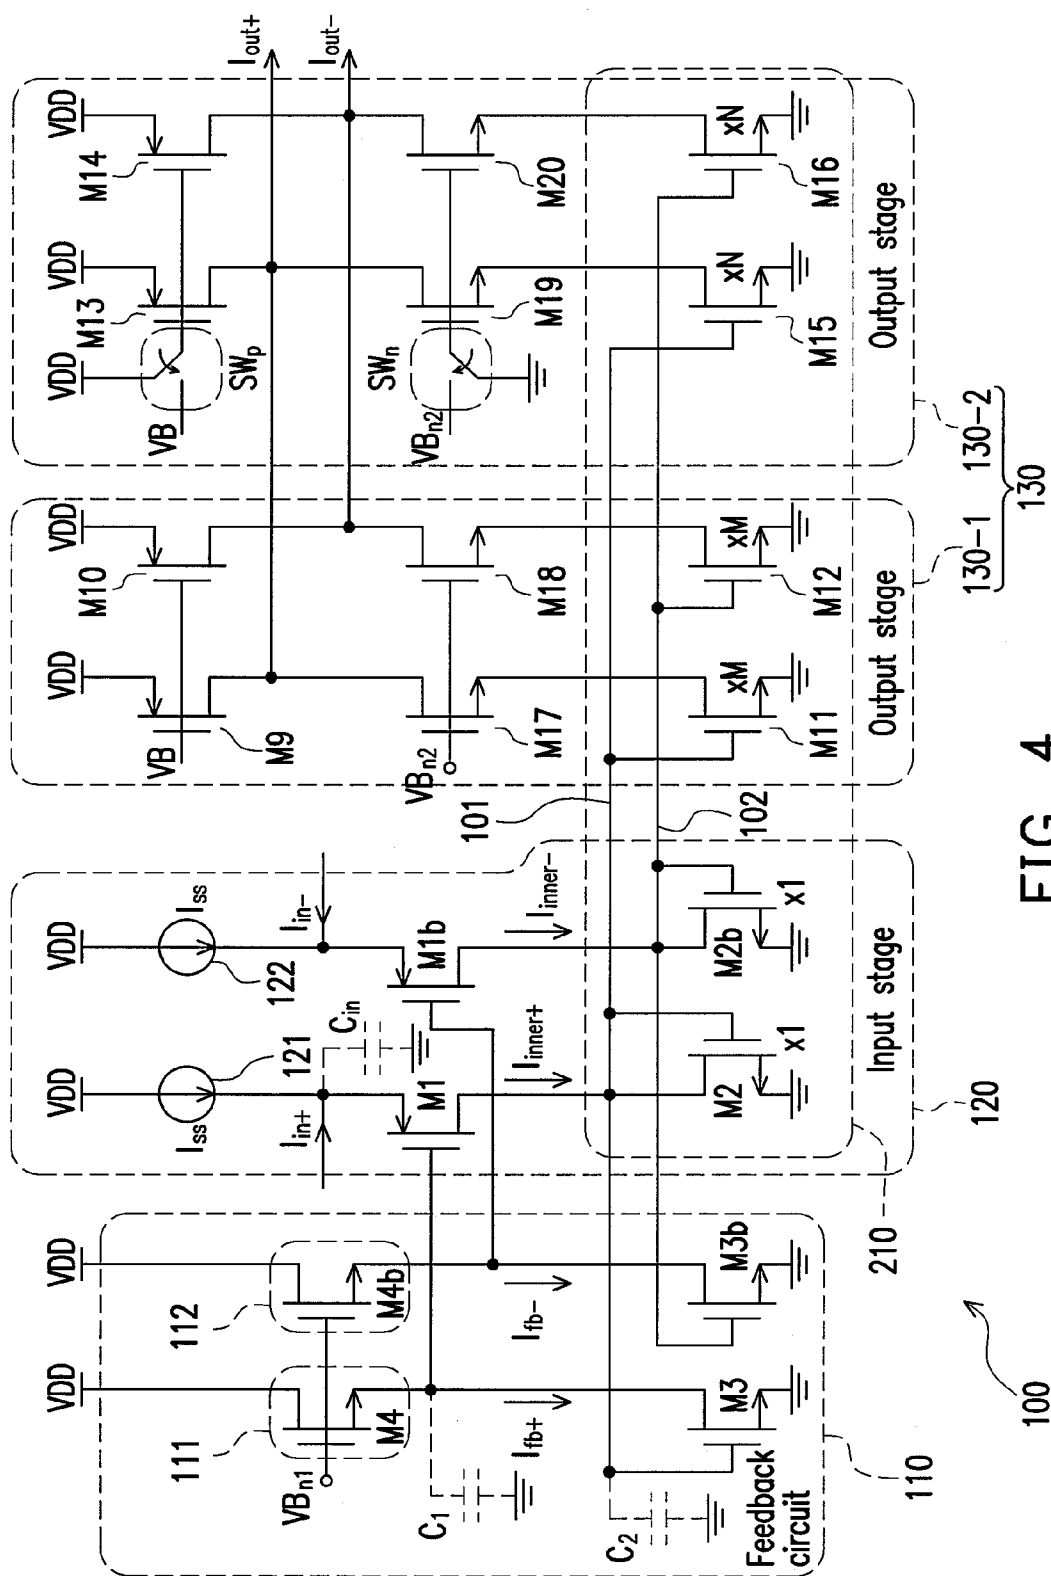 VDD
VDD
VDD
VDD
VDD
VDD
VDD
VDD
VDD
111
112
M4
M4b
VBn1
C1
Ifb+
Ifb-
C2
M3
M3b
Feedback
circuit
110
Iss
121
Iss
122
Iin+
Iin-
Cin
M1
M1b
Iinner+
Iinner-
M2
x1
M2b
x1
Input stage
120
210
101
102
VB
M9
M10
VBn2
M17
M18
M11
xM
M12
xM
Output stage
130-1
VB
SWp
M13
M14
VBn2
SWn
M19
M20
M15
xN
M16
xN
Output stage
130-2
130
Iout+
Iout-
100
FIG. 4